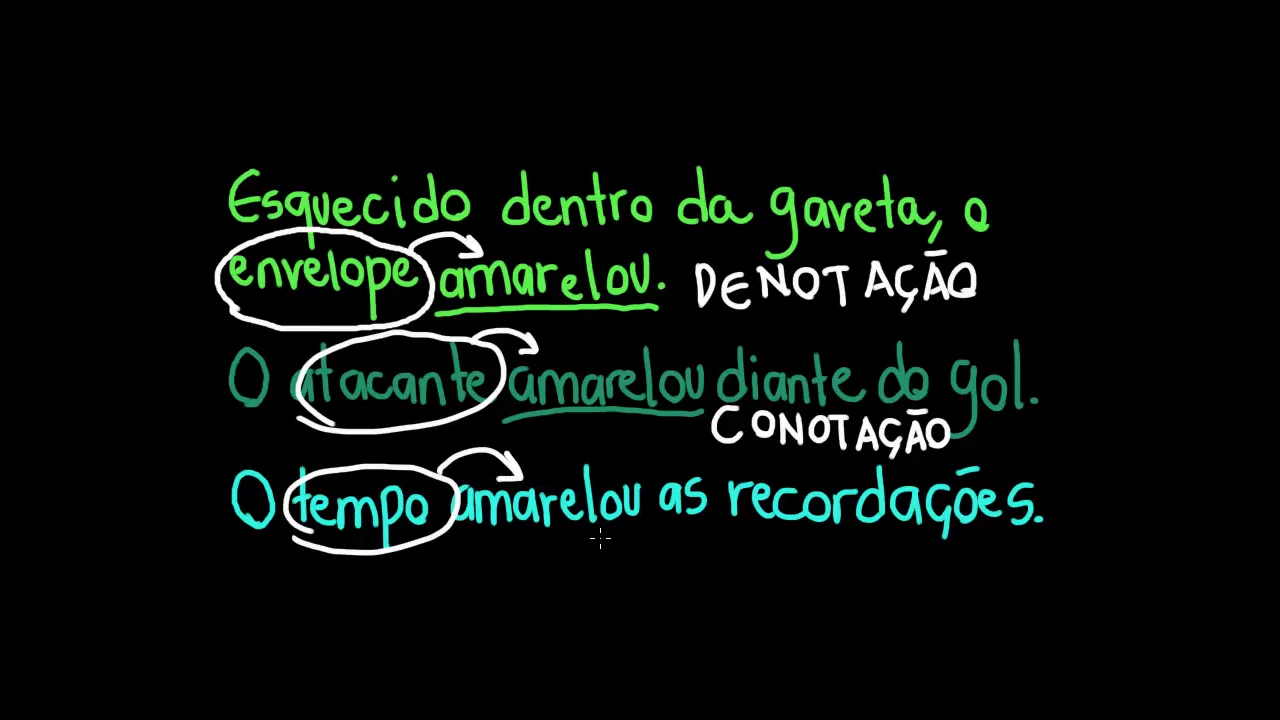 Esquecido dentro da gaveta, o
envelope amarelou. DENOTAÇÃO
O atacante amarelou diante do gol.
CONOTAÇÃO
O tempo amarelou as recordações.